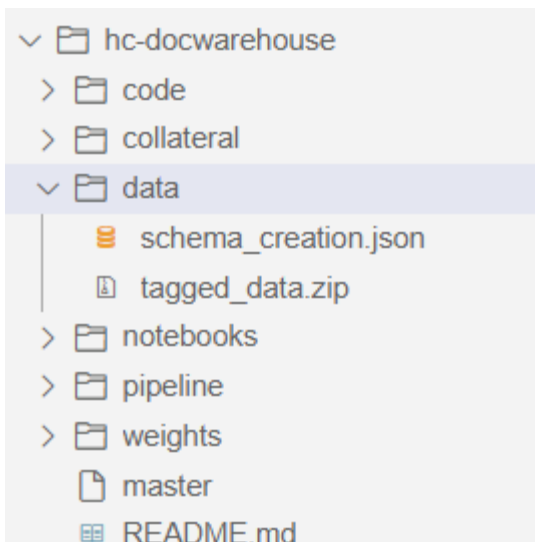 hc-docwarehouse
code
collateral
data
schema_creation.json
tagged_data.zip
notebooks
pipeline
weights
master
README.md